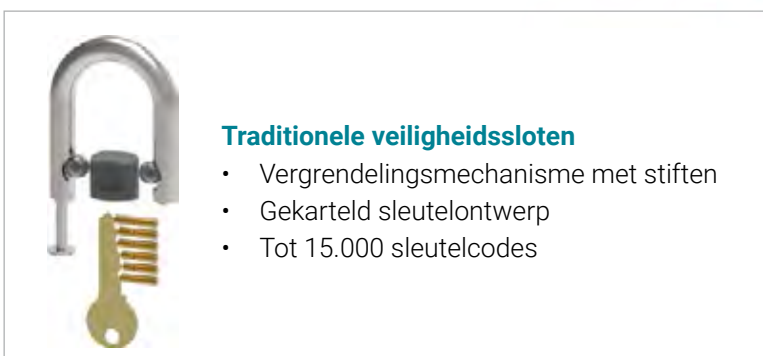 Traditionele veiligheidssloten
• Vergrendelingsmechanisme met stiften
• Gekarteld sleutelontwerp
• Tot 15.000 sleutelcodes